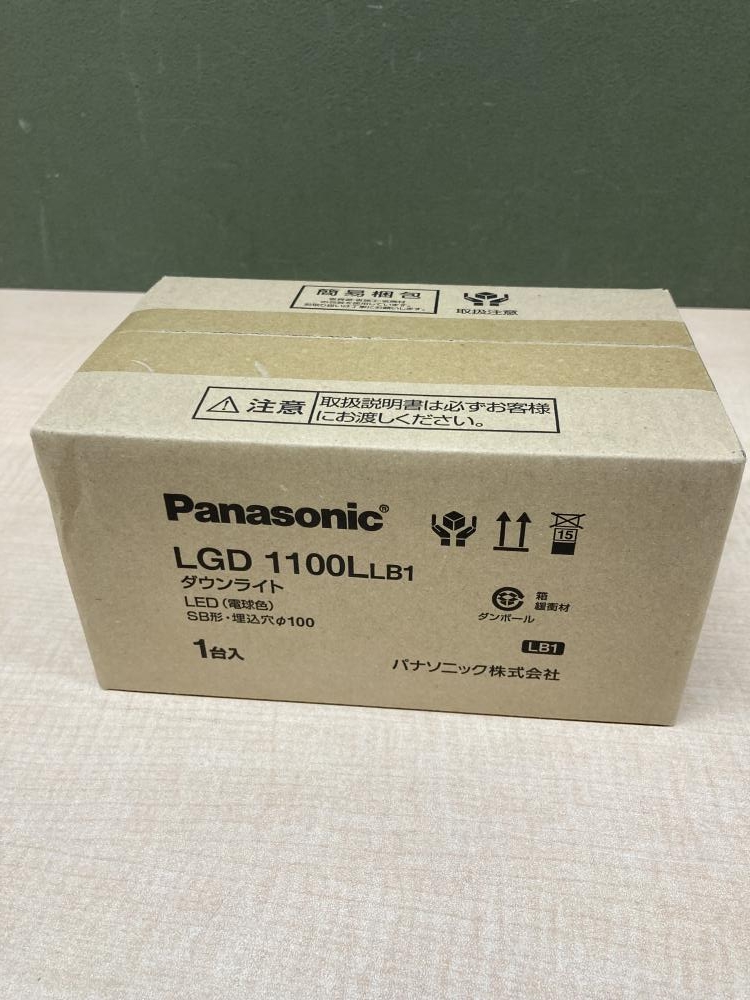 簡易梱包
取扱注意
注意
取扱説明書は必ずお客様
にお渡しください。
Panasonic®
LGD 1100L LB1
ダウンライト
LED(電球色)
SB形・埋込穴φ100
1台入
15
箱
緩衝材
ダンボール
LB1
パナソニック株式会社